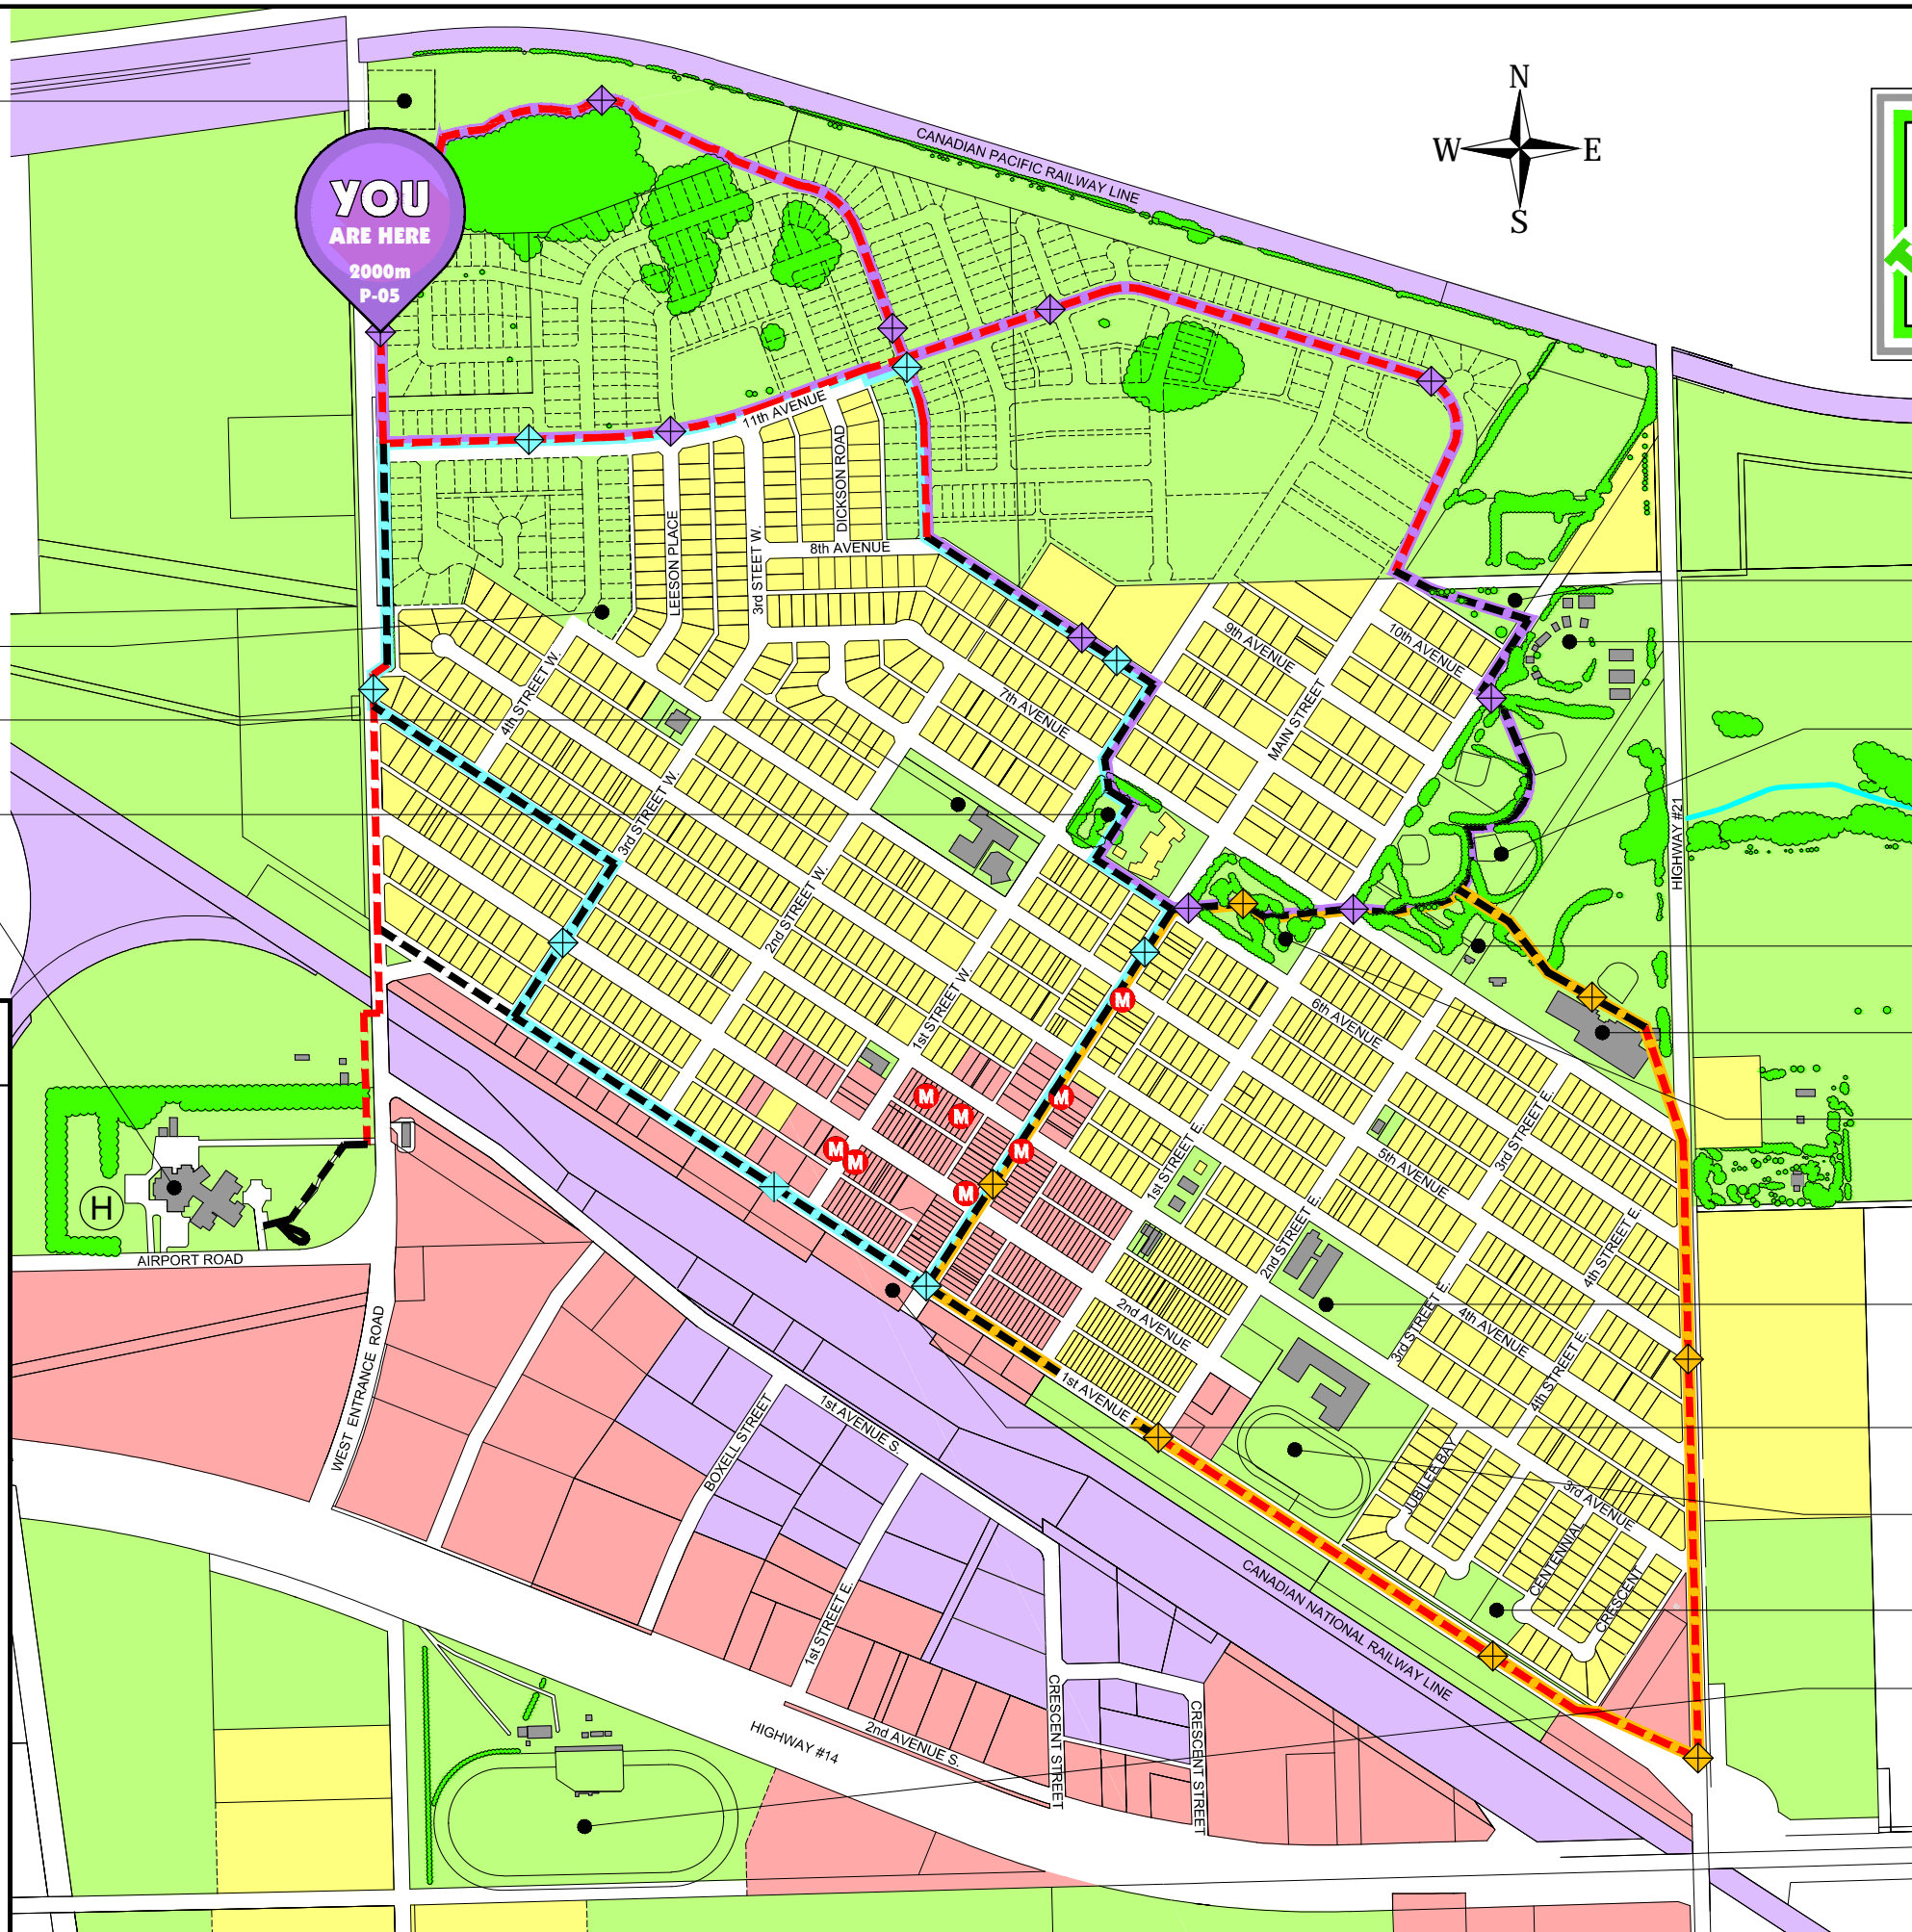 N
W E
S
CANADIAN PACIFIC RAILWAY LINE
YOU
ARE HERE
2000m
P-05
11th AVENUE
DICKSON ROAD
LEESON PLACE
3rd STEET W.
8th AVENUE
9th AVENUE
10th AVENUE
4th STREET W.
7th AVENUE
MAIN STREET
3rd STREET W.
HIGHWAY #21
2nd STREET W.
1st STREET W.
6th AVENUE
M
M
M
M
M
M
M
M
H
AIRPORT ROAD
1st STREET E.
5th AVENUE
3rd STREET E.
2nd STREET E.
4th STREET E.
2nd AVENUE
3rd STREET E.
4th AVENUE
4th STREET E.
WEST ENTRANCE ROAD
1st AVENUE
1st AVENUE S.
BOXELL STREET
JUBILEE BAY
3rd AVENUE
CENTENNIAL
CRESCENT
1st STREET E.
CANADIAN NATIONAL RAILWAY LINE
CRESCENT STREET
CRESCENT STREET
HIGHWAY #14
2nd AVENUE S.